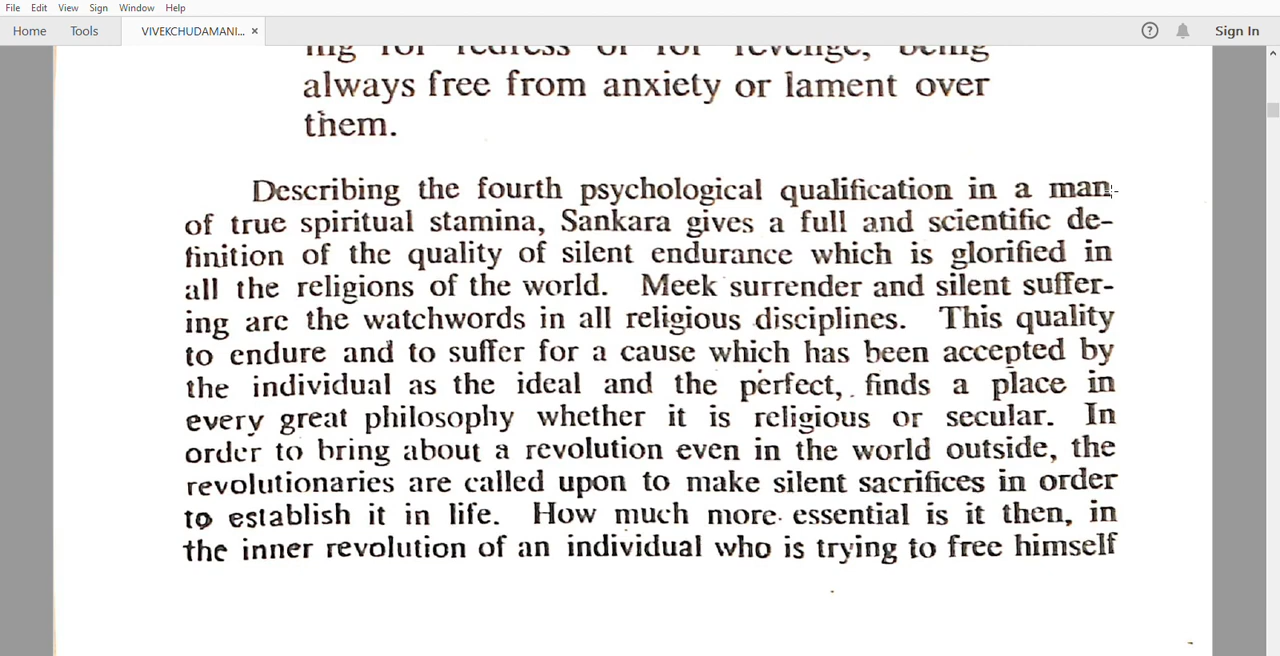 File Edit View Sign Window Help
Home Tools VIVEKCHUDAMANI... × ? Sign In
ing for redress or for revenge, being
always free from anxiety or lament over
them.
Describing the fourth psychological qualification in a man
of true spiritual stamina, Sankara gives a full and scientific de-
finition of the quality of silent endurance which is glorified in
all the religions of the world. Meek surrender and silent suffer-
ing are the watchwords in all religious disciplines. This quality
to endure and to suffer for a cause which has been accepted by
the individual as the ideal and the perfect, finds a place in
every great philosophy whether it is religious or secular. In
order to bring about a revolution even in the world outside, the
revolutionaries are called upon to make silent sacrifices in order
to establish it in life. How much more essential is it then, in
the inner revolution of an individual who is trying to free himself